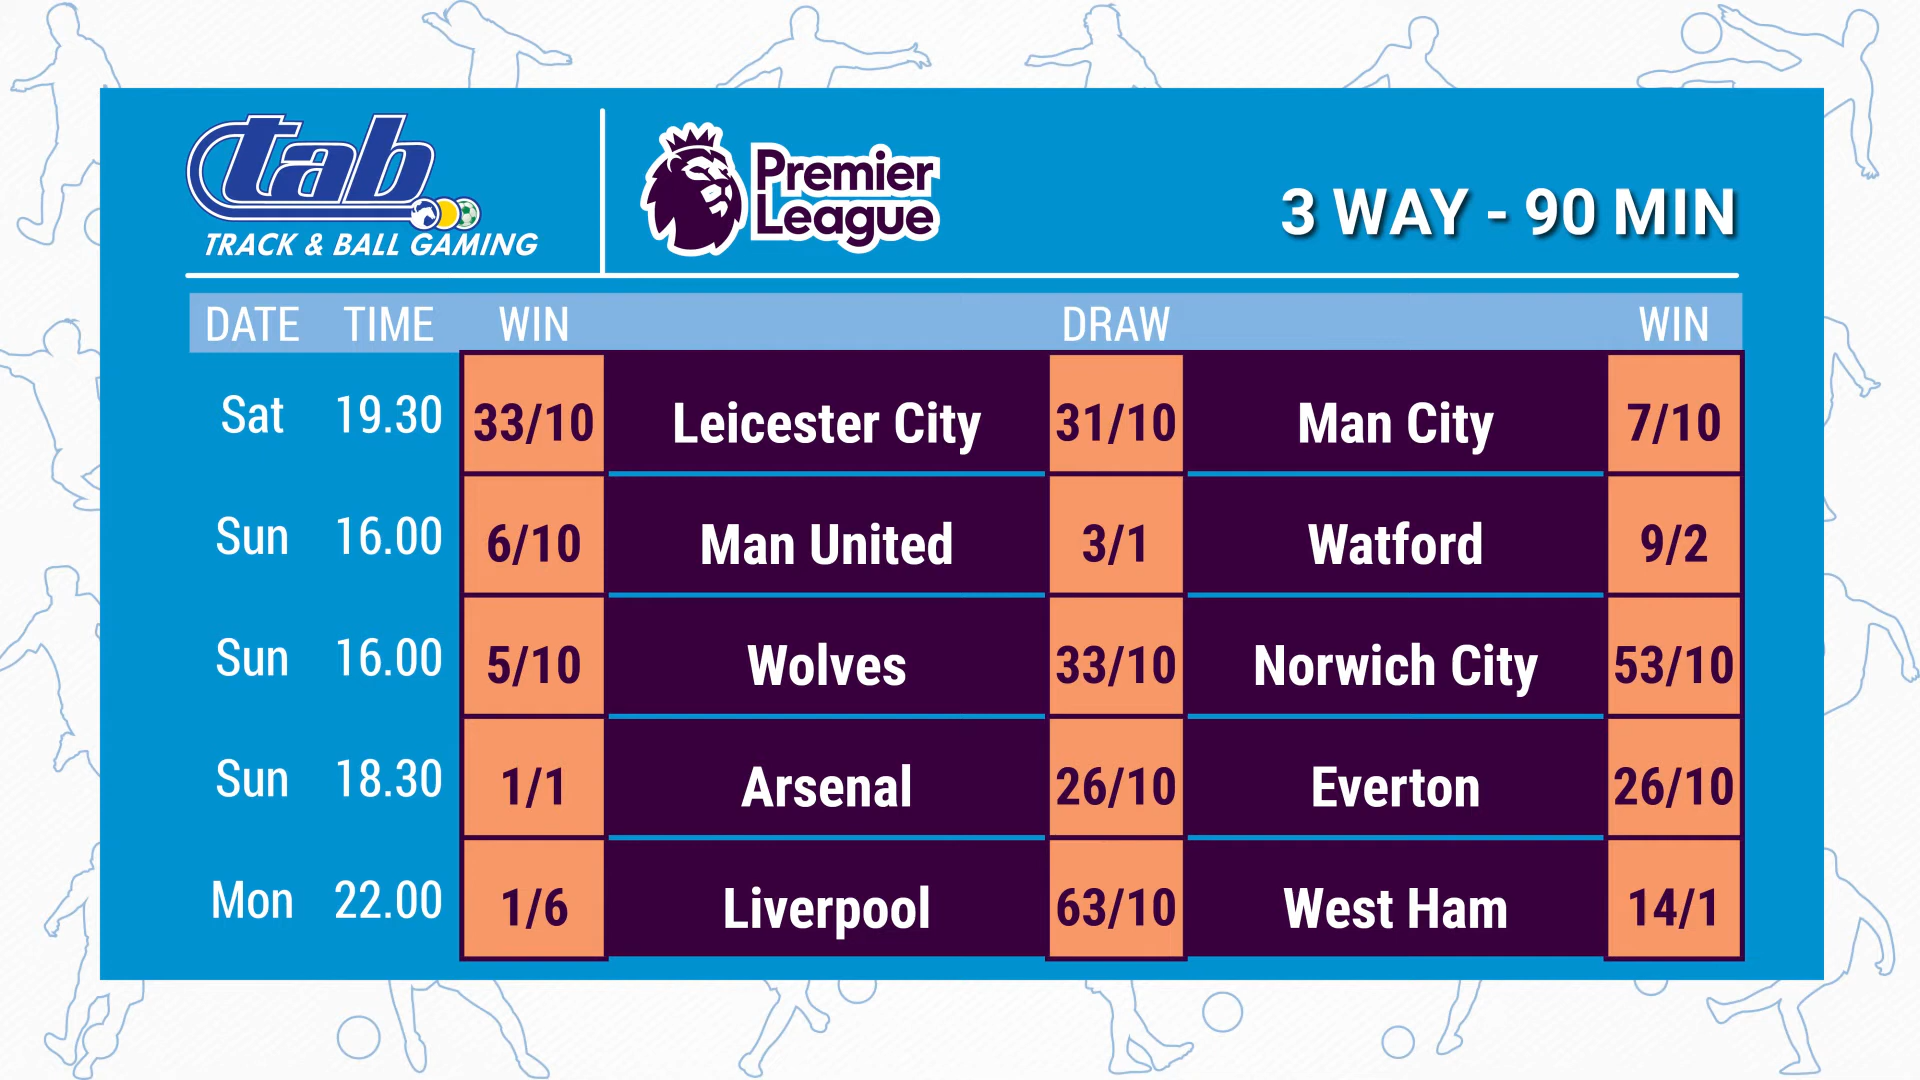 tab
TRACK & BALL GAMING
Premier
League
3 WAY - 90 MIN
DATE TIME WIN DRAW WIN
Sat 19.30 33/10 Leicester City 31/10 Man City 7/10
Sun 16.00 6/10 Man United 3/1 Watford 9/2
Sun 16.00 5/10 Wolves 33/10 Norwich City 53/10
Sun 18.30 1/1 Arsenal 26/10 Everton 26/10
Mon 22.00 1/6 Liverpool 63/10 West Ham 14/1